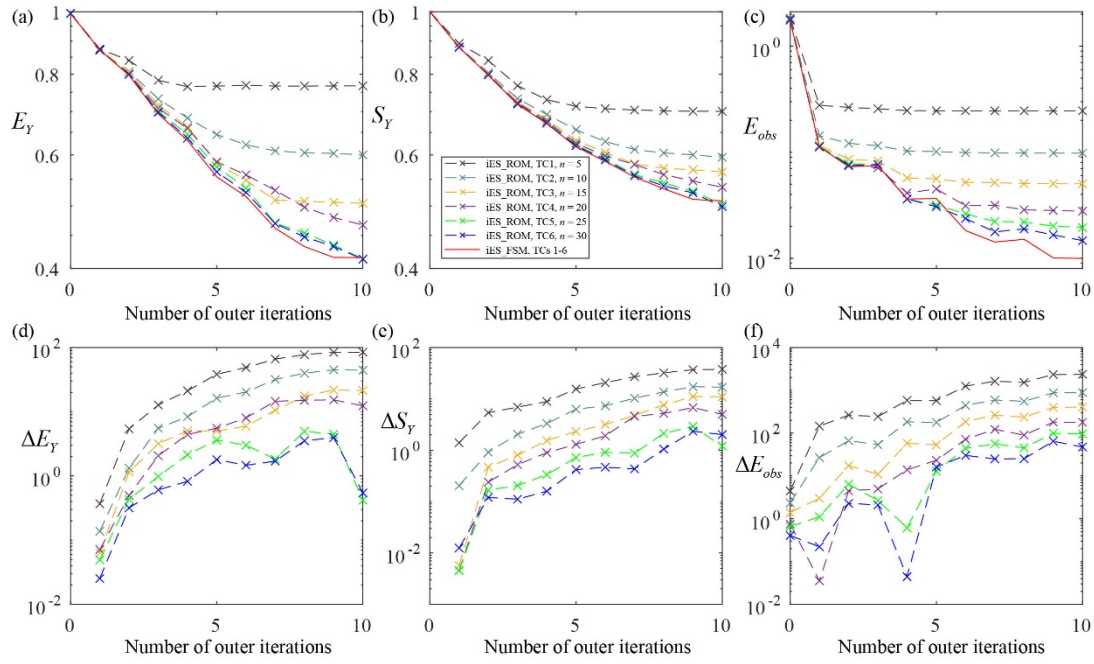 (a)
1
0.8
0.6
0.4
E_Y
0
5
10
Number of outer iterations
(b)
1
0.8
0.6
0.4
S_Y
iES_ROM, TC1, n = 5
iES_ROM, TC2, n = 10
iES_ROM, TC3, n = 15
iES_ROM, TC4, n = 20
iES_ROM, TC5, n = 25
iES_ROM, TC6, n = 30
iES_FSM, TCs 1-6
0
5
10
Number of outer iterations
(c)
10^0
E_obs
10^-2
0
5
10
Number of outer iterations
(d)
10^2
ΔE_Y
10^0
10^-2
0
5
10
Number of outer iterations
(e)
10^2
ΔS_Y
10^0
10^-2
0
5
10
Number of outer iterations
(f)
10^4
10^2
ΔE_obs
10^0
10^-2
0
5
10
Number of outer iterations